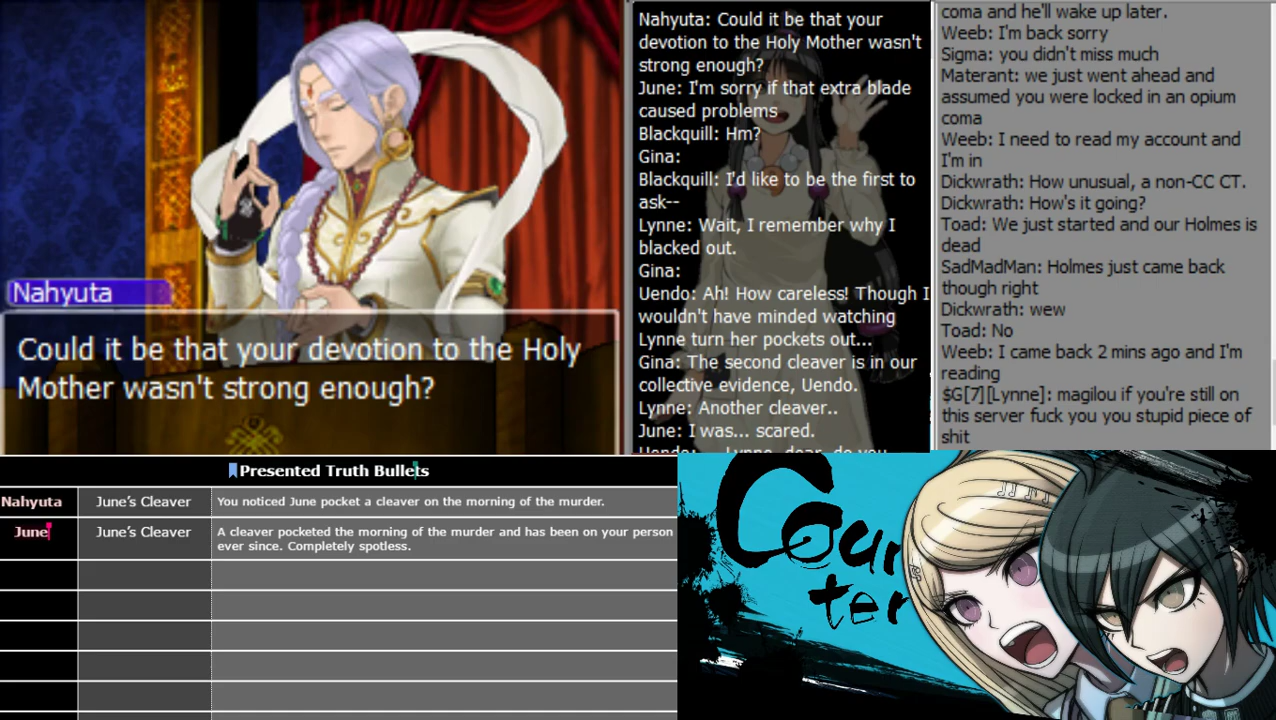 Nahyuta
Could it be that your devotion to the Holy
Mother wasn't strong enough?
Nahyuta: Could it be that your
devotion to the Holy Mother wasn't
strong enough?
June: I'm sorry if that extra blade
caused problems
Blackquill: Hm?
Gina:
Blackquill: I'd like to be the first to
ask--
Lynne: Wait, I remember why I
blacked out.
Gina:
Uendo: Ah! How careless! Though I
wouldn't have minded watching
Lynne turn her pockets out...
Gina: The second cleaver is in our
collective evidence, Uendo.
Lynne: Another cleaver..
June: I was... scared.
coma and he'll wake up later.
Weeb: I'm back sorry
Sigma: you didn't miss much
Materant: we just went ahead and
assumed you were locked in an opium
coma
Weeb: I need to read my account and
I'm in
Dickwrath: How unusual, a non-CC CT.
Dickwrath: How's it going?
Toad: We just started and our Holmes is
dead
SadMadMan: Holmes just came back
though right
Dickwrath: wew
Toad: No
Weeb: I came back 2 mins ago and I'm
reading
$G[7][Lynne]: magilou if you're still on
this server fuck you you stupid piece of
shit
Presented Truth Bullets
Nahyuta June's Cleaver You noticed June pocket a cleaver on the morning of the murder.
June June's Cleaver A cleaver pocketed the morning of the murder and has been on your person
ever since. Completely spotless.
Coun
ter